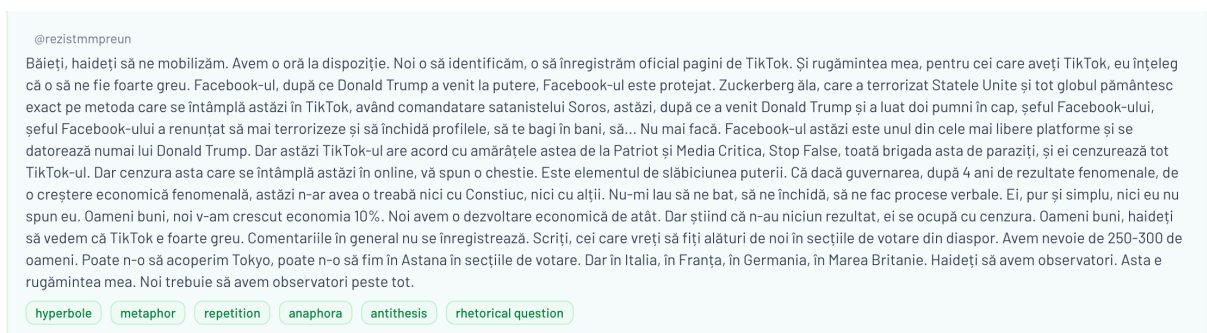 @rezistmmpreun
Băieți, haideți să ne mobilizăm. Avem o oră la dispoziție. Noi o să identificăm, o să înregistrăm oficial pagini de TikTok. Și rugămintea mea, pentru cei care aveți TikTok, eu înțeleg
că o să ne fie foarte greu. Facebook-ul, după ce Donald Trump a venit la putere, Facebook-ul este protejat. Zuckerberg ăla, care a terorizat Statele Unite și tot globul pământesc
exact pe metoda care se întâmplă astăzi în TikTok, având comandatare satanistelui Soros, astăzi, după ce a venit Donald Trump și a luat doi pumni în cap, șeful Facebook-ului,
șeful Facebook-ului a renunțat să mai terorizeze și să închidă profilele, să te bagi în bani, să... Nu mai facă. Facebook-ul astăzi este unul din cele mai libere platforme și se
datorează numai lui Donald Trump. Dar astăzi TikTok-ul are acord cu amărâțele astea de la Patriot și Media Critica, Stop False, toată brigada asta de paraziți, și ei cenzurează tot
TikTok-ul. Dar cenzura asta care se întâmplă astăzi în online, vă spun o chestie. Este elementul de slăbiciunea puterii. Că dacă guvernarea, după 4 ani de rezultate fenomenale, de
o creștere economică fenomenală, astăzi n-ar avea o treabă nici cu Constiuc, nici cu alții. Nu-mi lau să ne bat, să ne închidă, să ne fac procese verbale. Ei, pur și simplu, nici eu nu
spun eu. Oameni buni, noi v-am crescut economia 10%. Noi avem o dezvoltare economică de atât. Dar știind că n-au niciun rezultat, ei se ocupă cu cenzura. Oameni buni, haideți
să vedem că TikTok e foarte greu. Comentariile în general nu se înregistrează. Scriți, cei care vreți să fiți alături de noi în secțiile de votare din diaspor. Avem nevoie de 250-300 de
oameni. Poate n-o să acoperim Tokyo, poate n-o să fim în Astana în secțiile de votare. Dar în Italia, în Franța, în Germania, în Marea Britanie. Haideți să avem observatori. Asta e
rugămintea mea. Noi trebuie să avem observatori peste tot.
hyperbole metaphor repetition anaphora antithesis rhetorical question